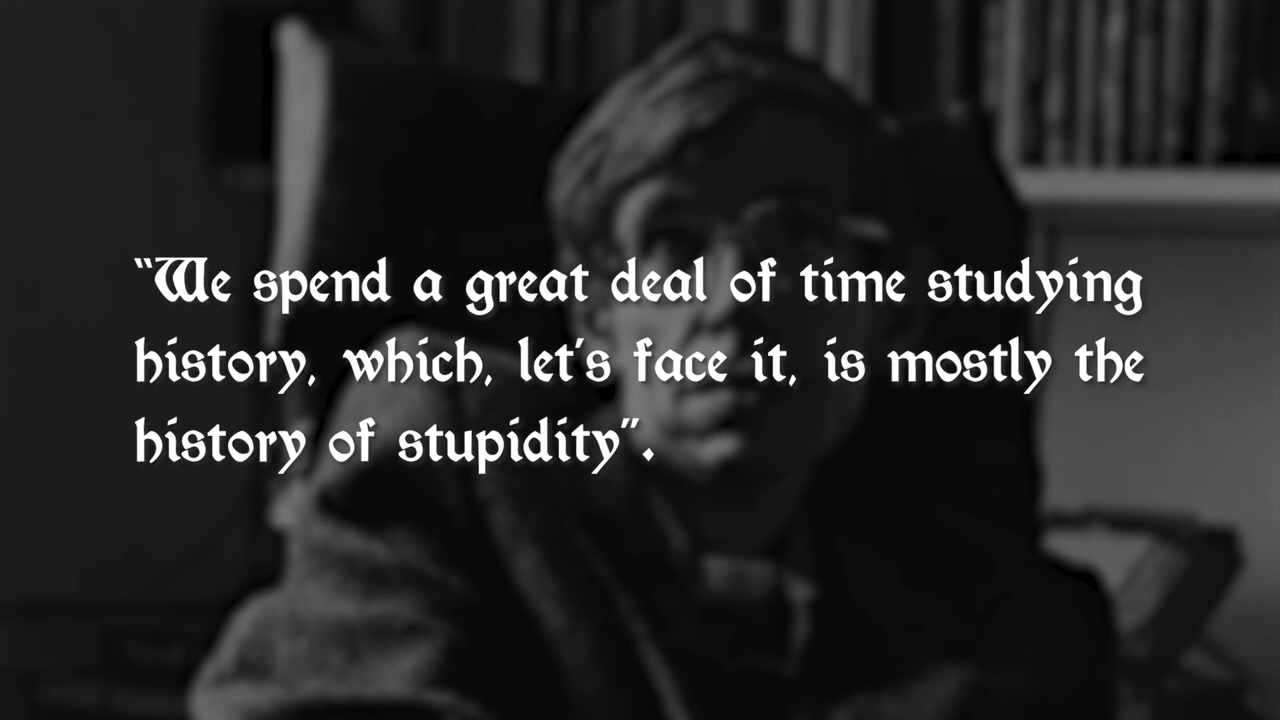 “We spend a great deal of time studying
history, which, let's face it, is mostly the
history of stupidity”.